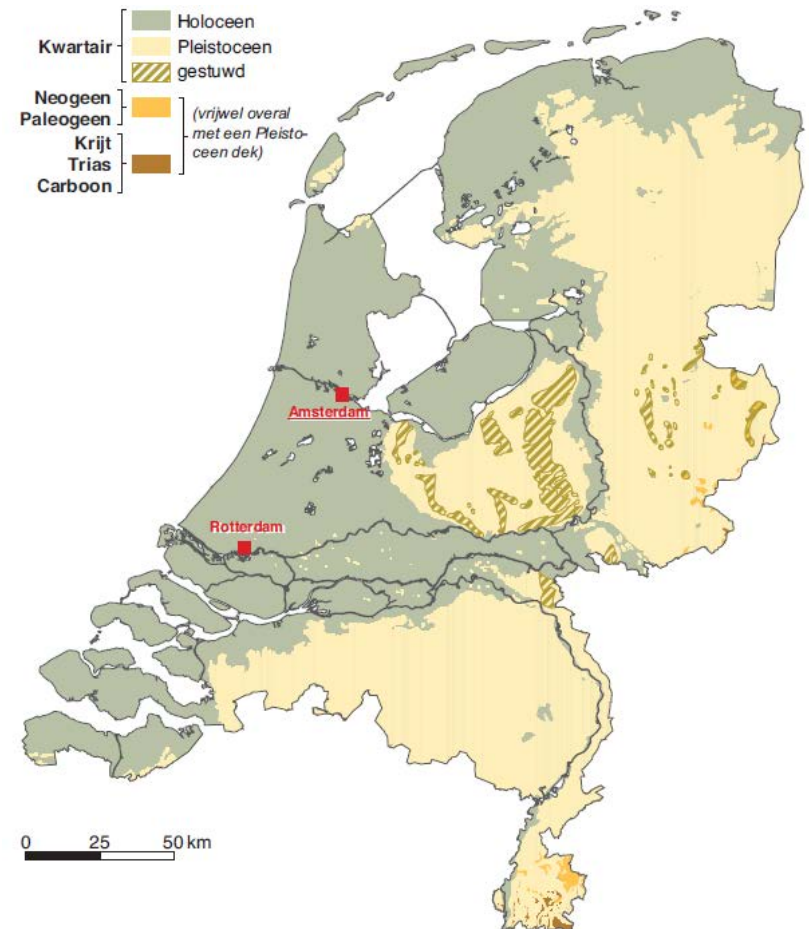 Kwartair
Holoceen
Pleistoceen
gestuwd
Neogeen
Paleogeen
Krijt
Trias
Carboon
(vrijwel overal
met een Pleisto-
ceen dek)
Amsterdam
Rotterdam
0 25 50 km